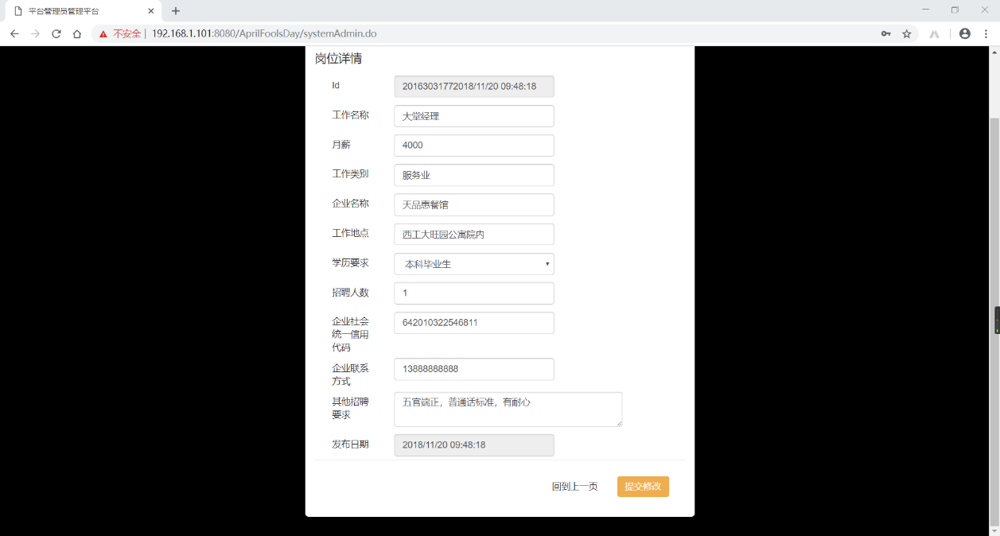 平台管理员管理平台
不安全 | 192.168.1.101:8080/AprilFoolsDay/systemAdmin.do
岗位详情
Id 20163031772018/11/20 09:48:18
工作名称 大堂经理
月薪 4000
工作类别 服务业
企业名称 天品惠餐馆
工作地点 西工大旺园公寓院内
学历要求 本科毕业生
招聘人数 1
企业社会 642010322546811
统一信用
代码
企业联系 13888888888
方式
其他招聘 五官端正，普通话标准，有耐心
要求
发布日期 2018/11/20 09:48:18
回到上一页 提交修改